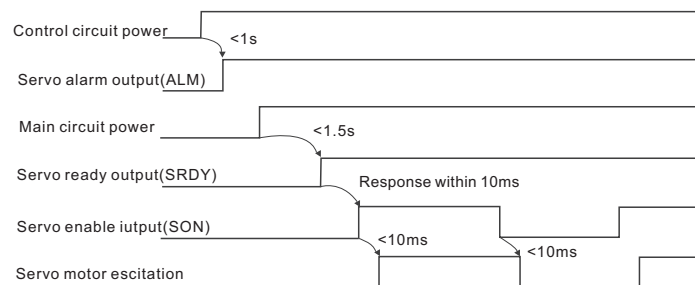 Control circuit power
<1s
Servo alarm output(ALM)
Main circuit power
<1.5s
Servo ready output(SRDY)
Response within 10ms
Servo enable iutput(SON)
<10ms
<10ms
Servo motor escitation